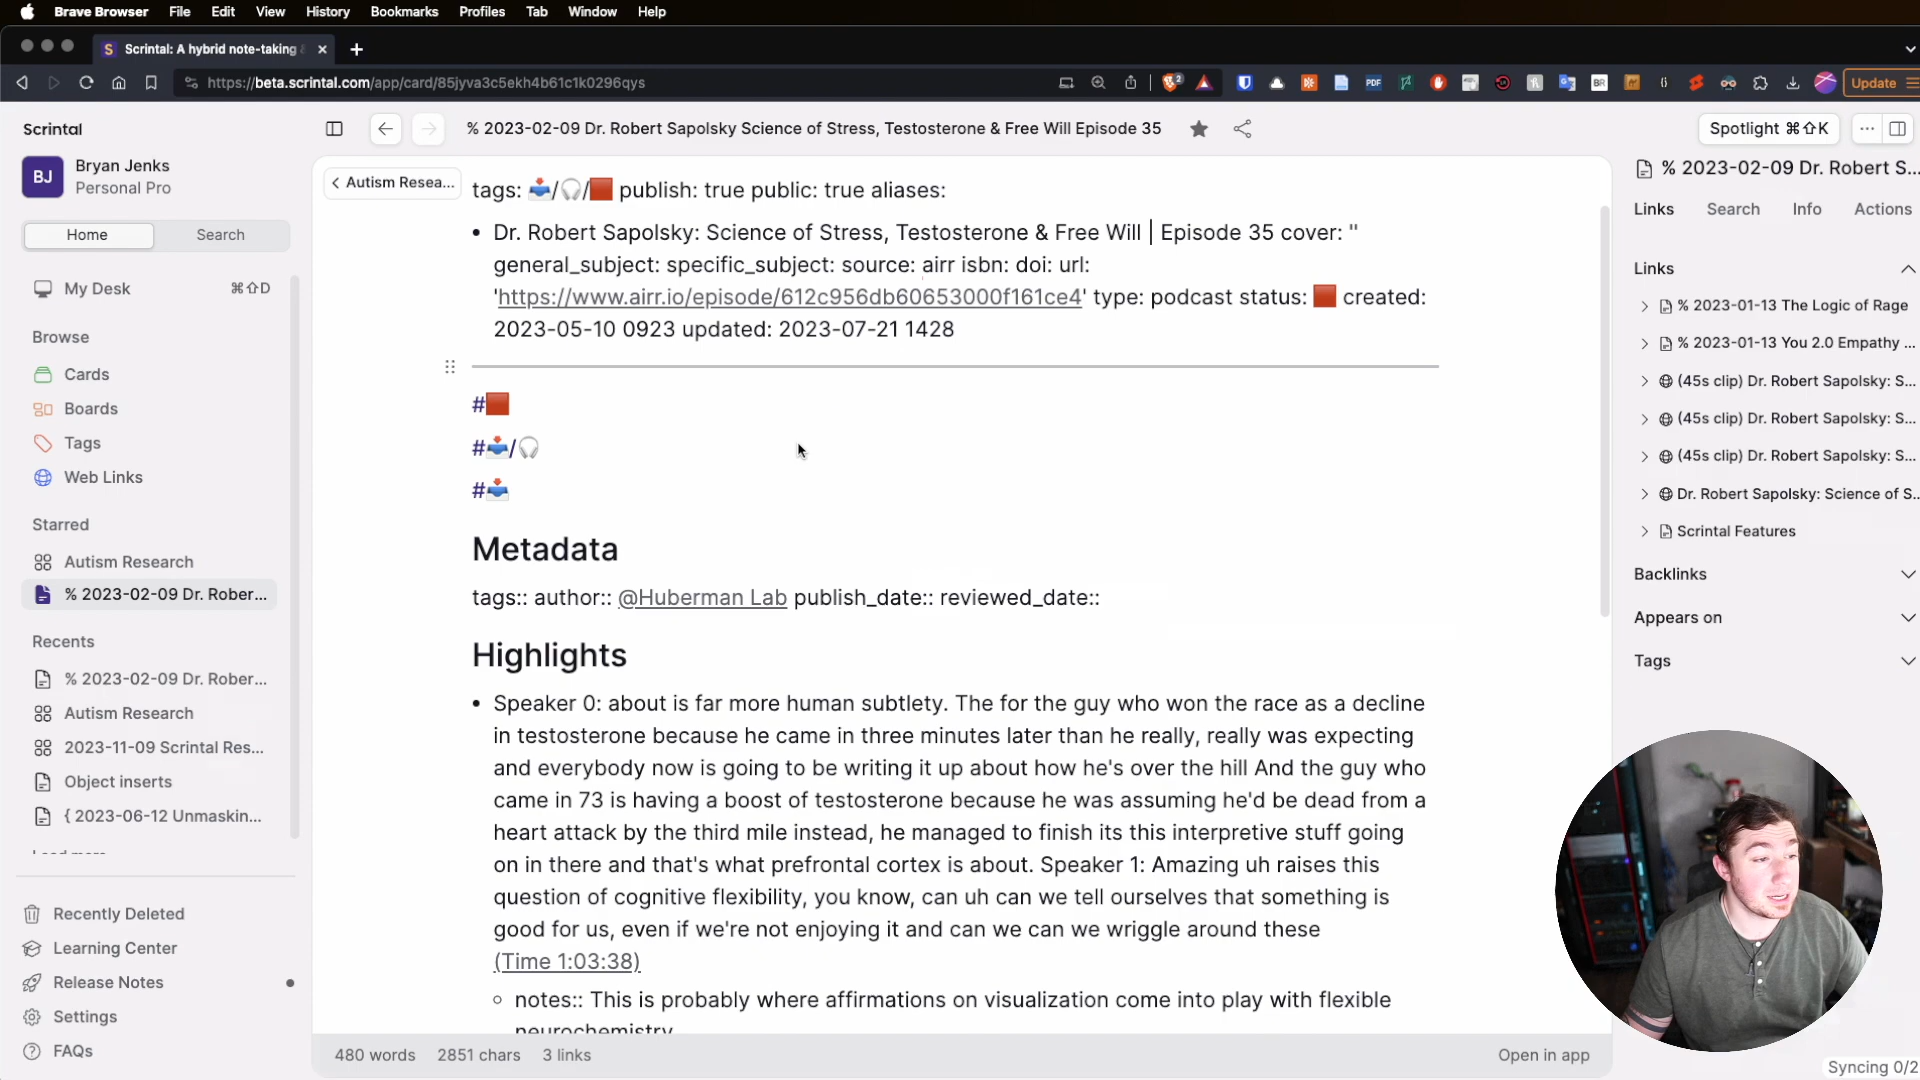 Brave Browser File Edit View History Bookmarks Profiles Tab Window Help
Scrintal: A hybrid note-taking
https://beta.scrintal.com/app/card/85jyva3c5ekh4b61c1k0296qys
2
PDF
BR
Update
Scrintal
% 2023-02-09 Dr. Robert Sapolsky Science of Stress, Testosterone & Free Will Episode 35
Spotlight ⌘⇧K
BJ
Bryan Jenks
Personal Pro
Home
Search
My Desk ⌘⇧D
Browse
Cards
Boards
Tags
Web Links
Starred
Autism Research
% 2023-02-09 Dr. Rober...
Recents
% 2023-02-09 Dr. Rober...
Autism Research
2023-11-09 Scrintal Res...
Object inserts
{ 2023-06-12 Unmaskin...
Recently Deleted
Learning Center
Release Notes
Settings
FAQs
Autism Resea...
tags: 📥/🎧/🟥 publish: true public: true aliases:
• Dr. Robert Sapolsky: Science of Stress, Testosterone & Free Will | Episode 35 cover: ''
general_subject: specific_subject: source: airr isbn: doi: url:
'https://www.airr.io/episode/612c956db60653000f161ce4' type: podcast status: 🟥 created:
2023-05-10 0923 updated: 2023-07-21 1428
#🟥
#📥/🎧
#📥
Metadata
tags:: author:: @Huberman Lab publish_date:: reviewed_date::
Highlights
• Speaker 0: about is far more human subtlety. The for the guy who won the race as a decline
in testosterone because he came in three minutes later than he really, really was expecting
and everybody now is going to be writing it up about how he's over the hill And the guy who
came in 73 is having a boost of testosterone because he was assuming he'd be dead from a
heart attack by the third mile instead, he managed to finish its this interpretive stuff going
on in there and that's what prefrontal cortex is about. Speaker 1: Amazing uh raises this
question of cognitive flexibility, you know, can uh can we tell ourselves that something is
good for us, even if we're not enjoying it and can we can we wriggle around these
(Time 1:03:38)
notes:: This is probably where affirmations on visualization come into play with flexible
neurochemistry
480 words 2851 chars 3 links
Open in app
% 2023-02-09 Dr. Robert S...
Links Search Info Actions
Links
% 2023-01-13 The Logic of Rage
% 2023-01-13 You 2.0 Empathy ...
(45s clip) Dr. Robert Sapolsky: S...
(45s clip) Dr. Robert Sapolsky: S...
(45s clip) Dr. Robert Sapolsky: S...
Dr. Robert Sapolsky: Science of S...
Scrintal Features
Backlinks
Appears on
Tags
Syncing 0/2